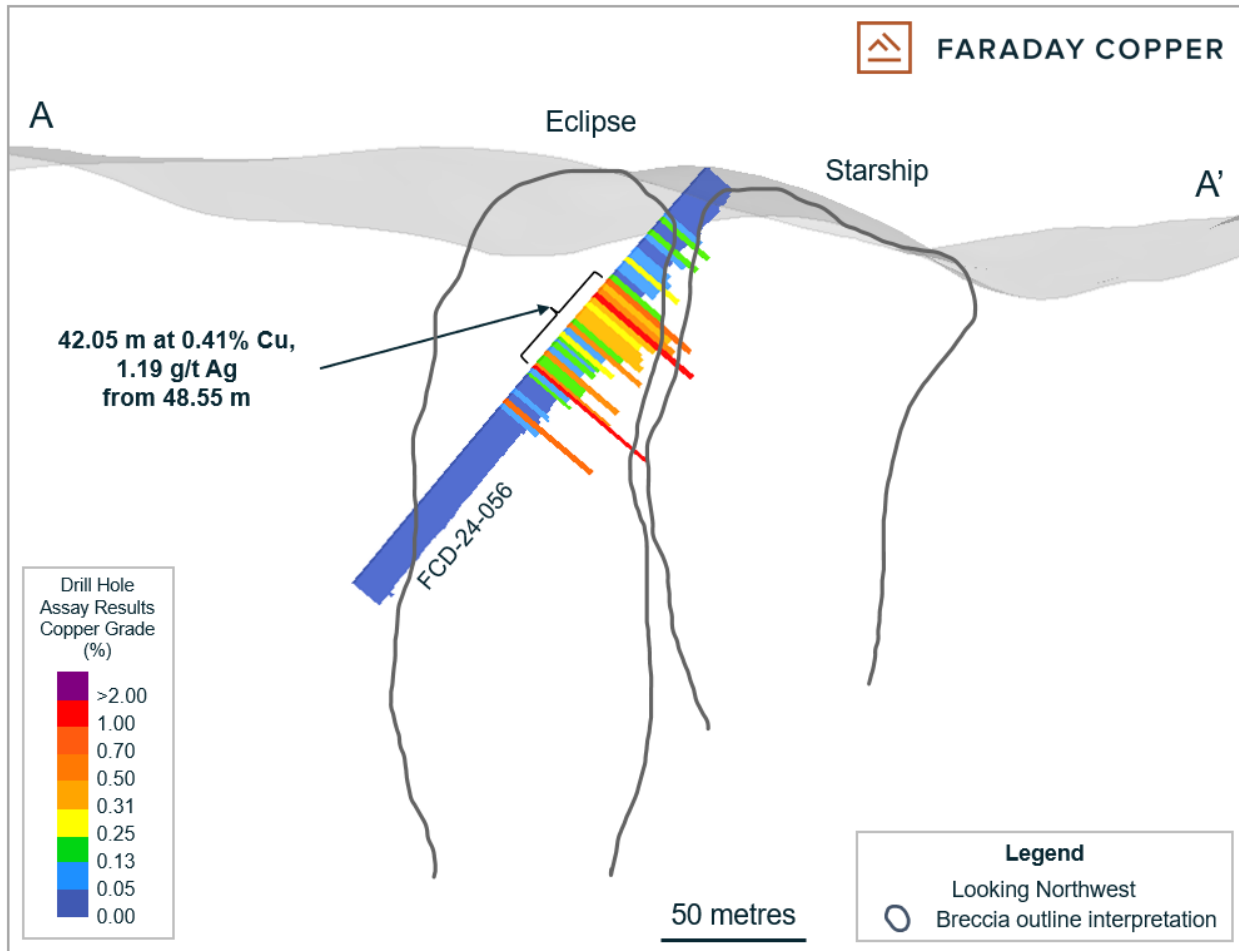 FARADAY COPPER
A
Eclipse
Starship
A'
42.05 m at 0.41% Cu,
1.19 g/t Ag
from 48.55 m
FCD-24-056
Drill Hole
Assay Results
Copper Grade
(%)
>2.00
1.00
0.70
0.50
0.31
0.25
0.13
0.05
0.00
50 metres
Legend
Looking Northwest
Breccia outline interpretation